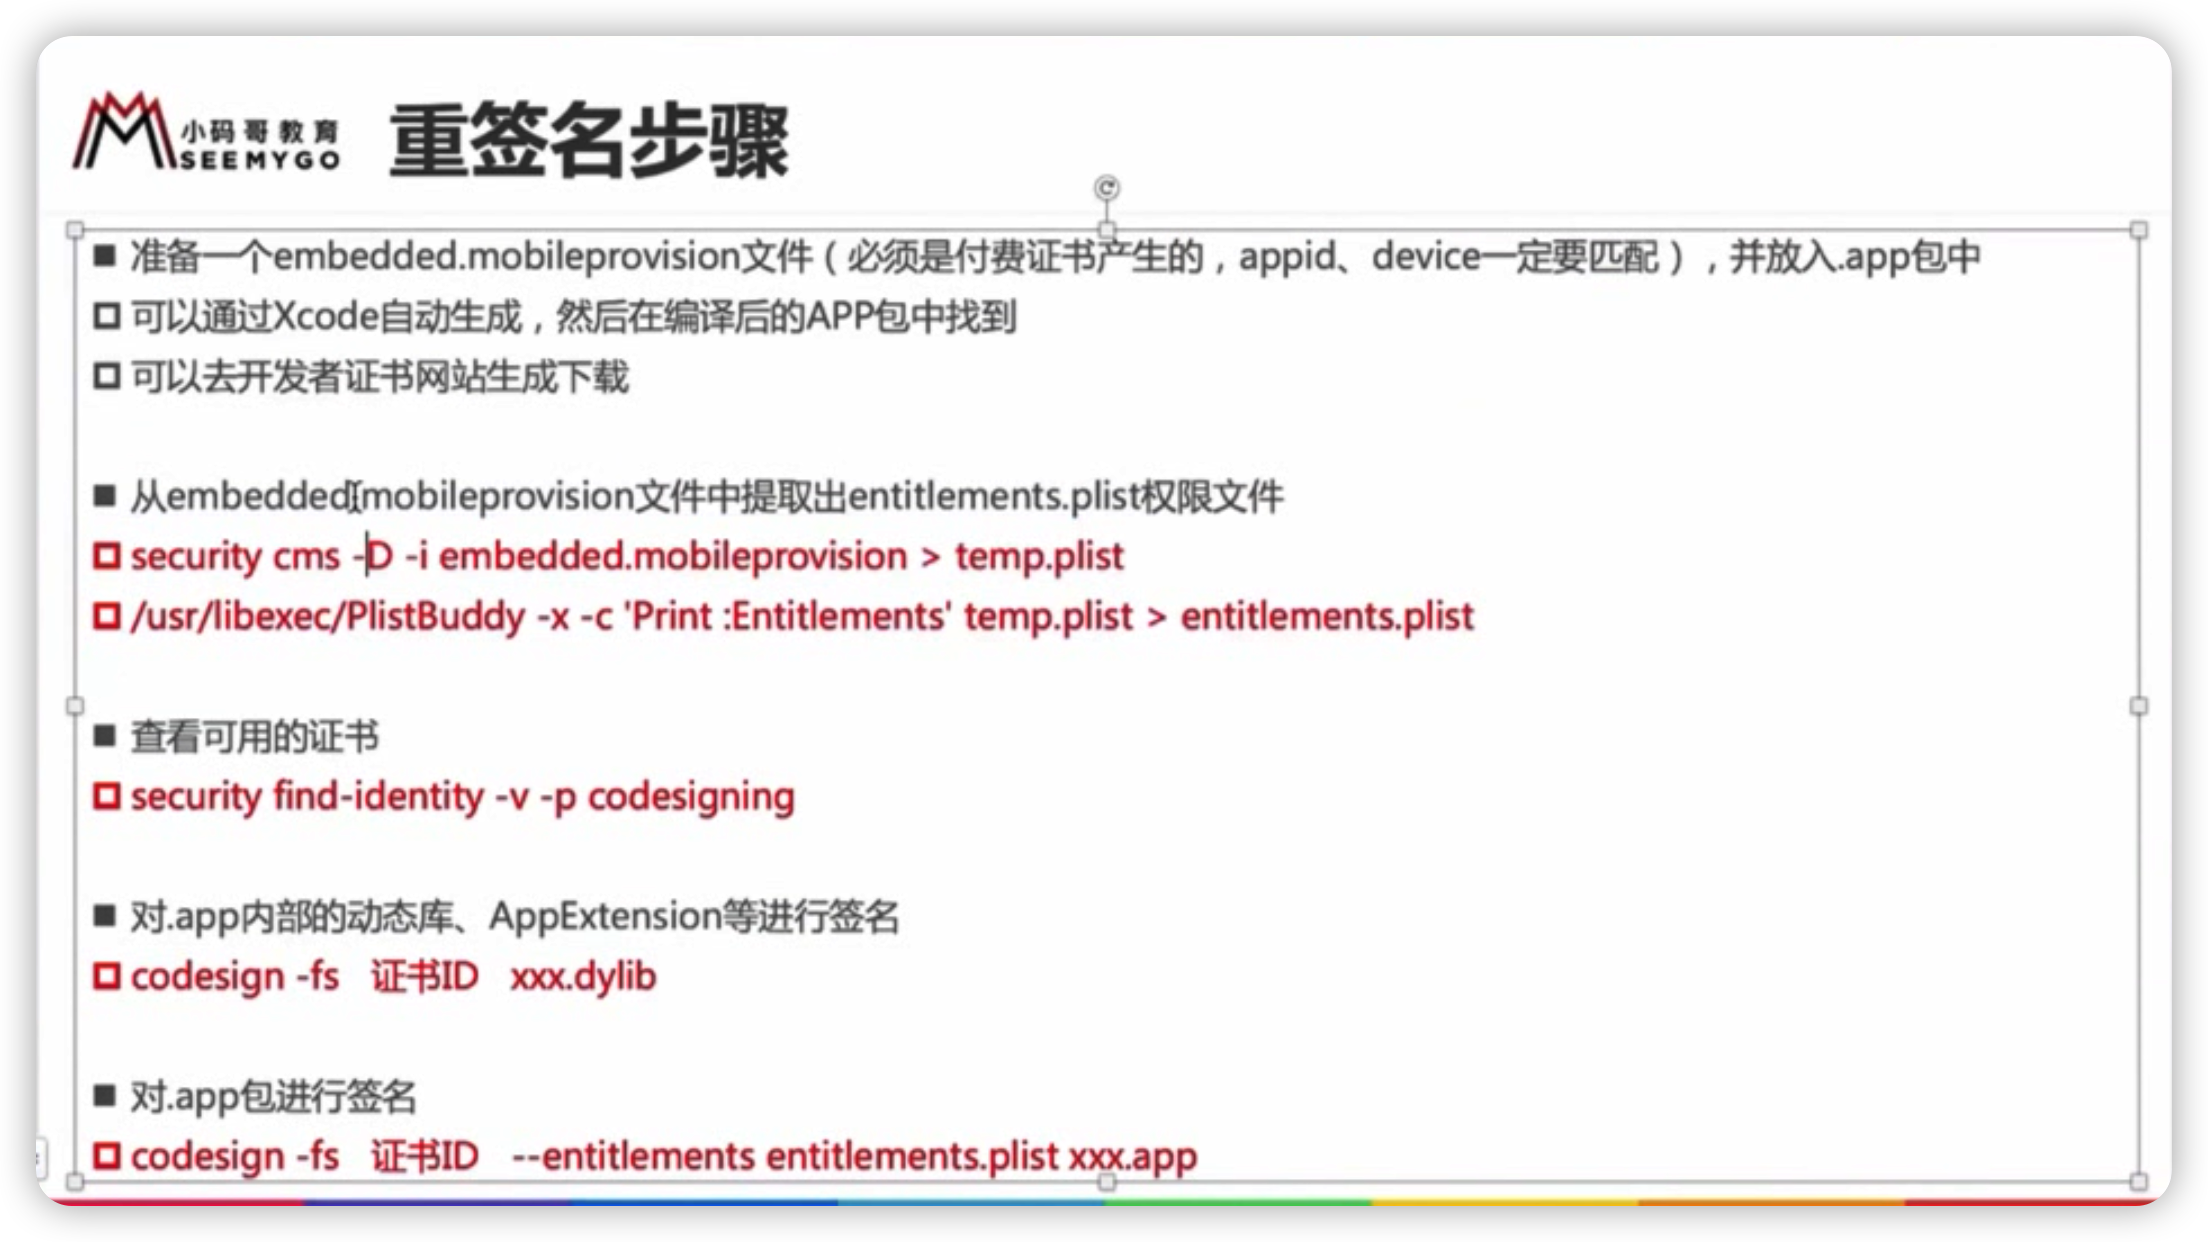 小码哥教育
SEEMYGO
重签名步骤
准备一个embedded.mobileprovision文件（必须是付费证书产生的，appid、device一定要匹配），并放入.app包中
可以通过Xcode自动生成，然后在编译后的APP包中找到
可以去开发者证书网站生成下载
从embedded.mobileprovision文件中提取出entitlements.plist权限文件
security cms -D -i embedded.mobileprovision > temp.plist
/usr/libexec/PlistBuddy -x -c 'Print :Entitlements' temp.plist > entitlements.plist
查看可用的证书
security find-identity -v -p codesigning
对.app内部的动态库、AppExtension等进行签名
codesign -fs 证书ID xxx.dylib
对.app包进行签名
codesign -fs 证书ID --entitlements entitlements.plist xxx.app